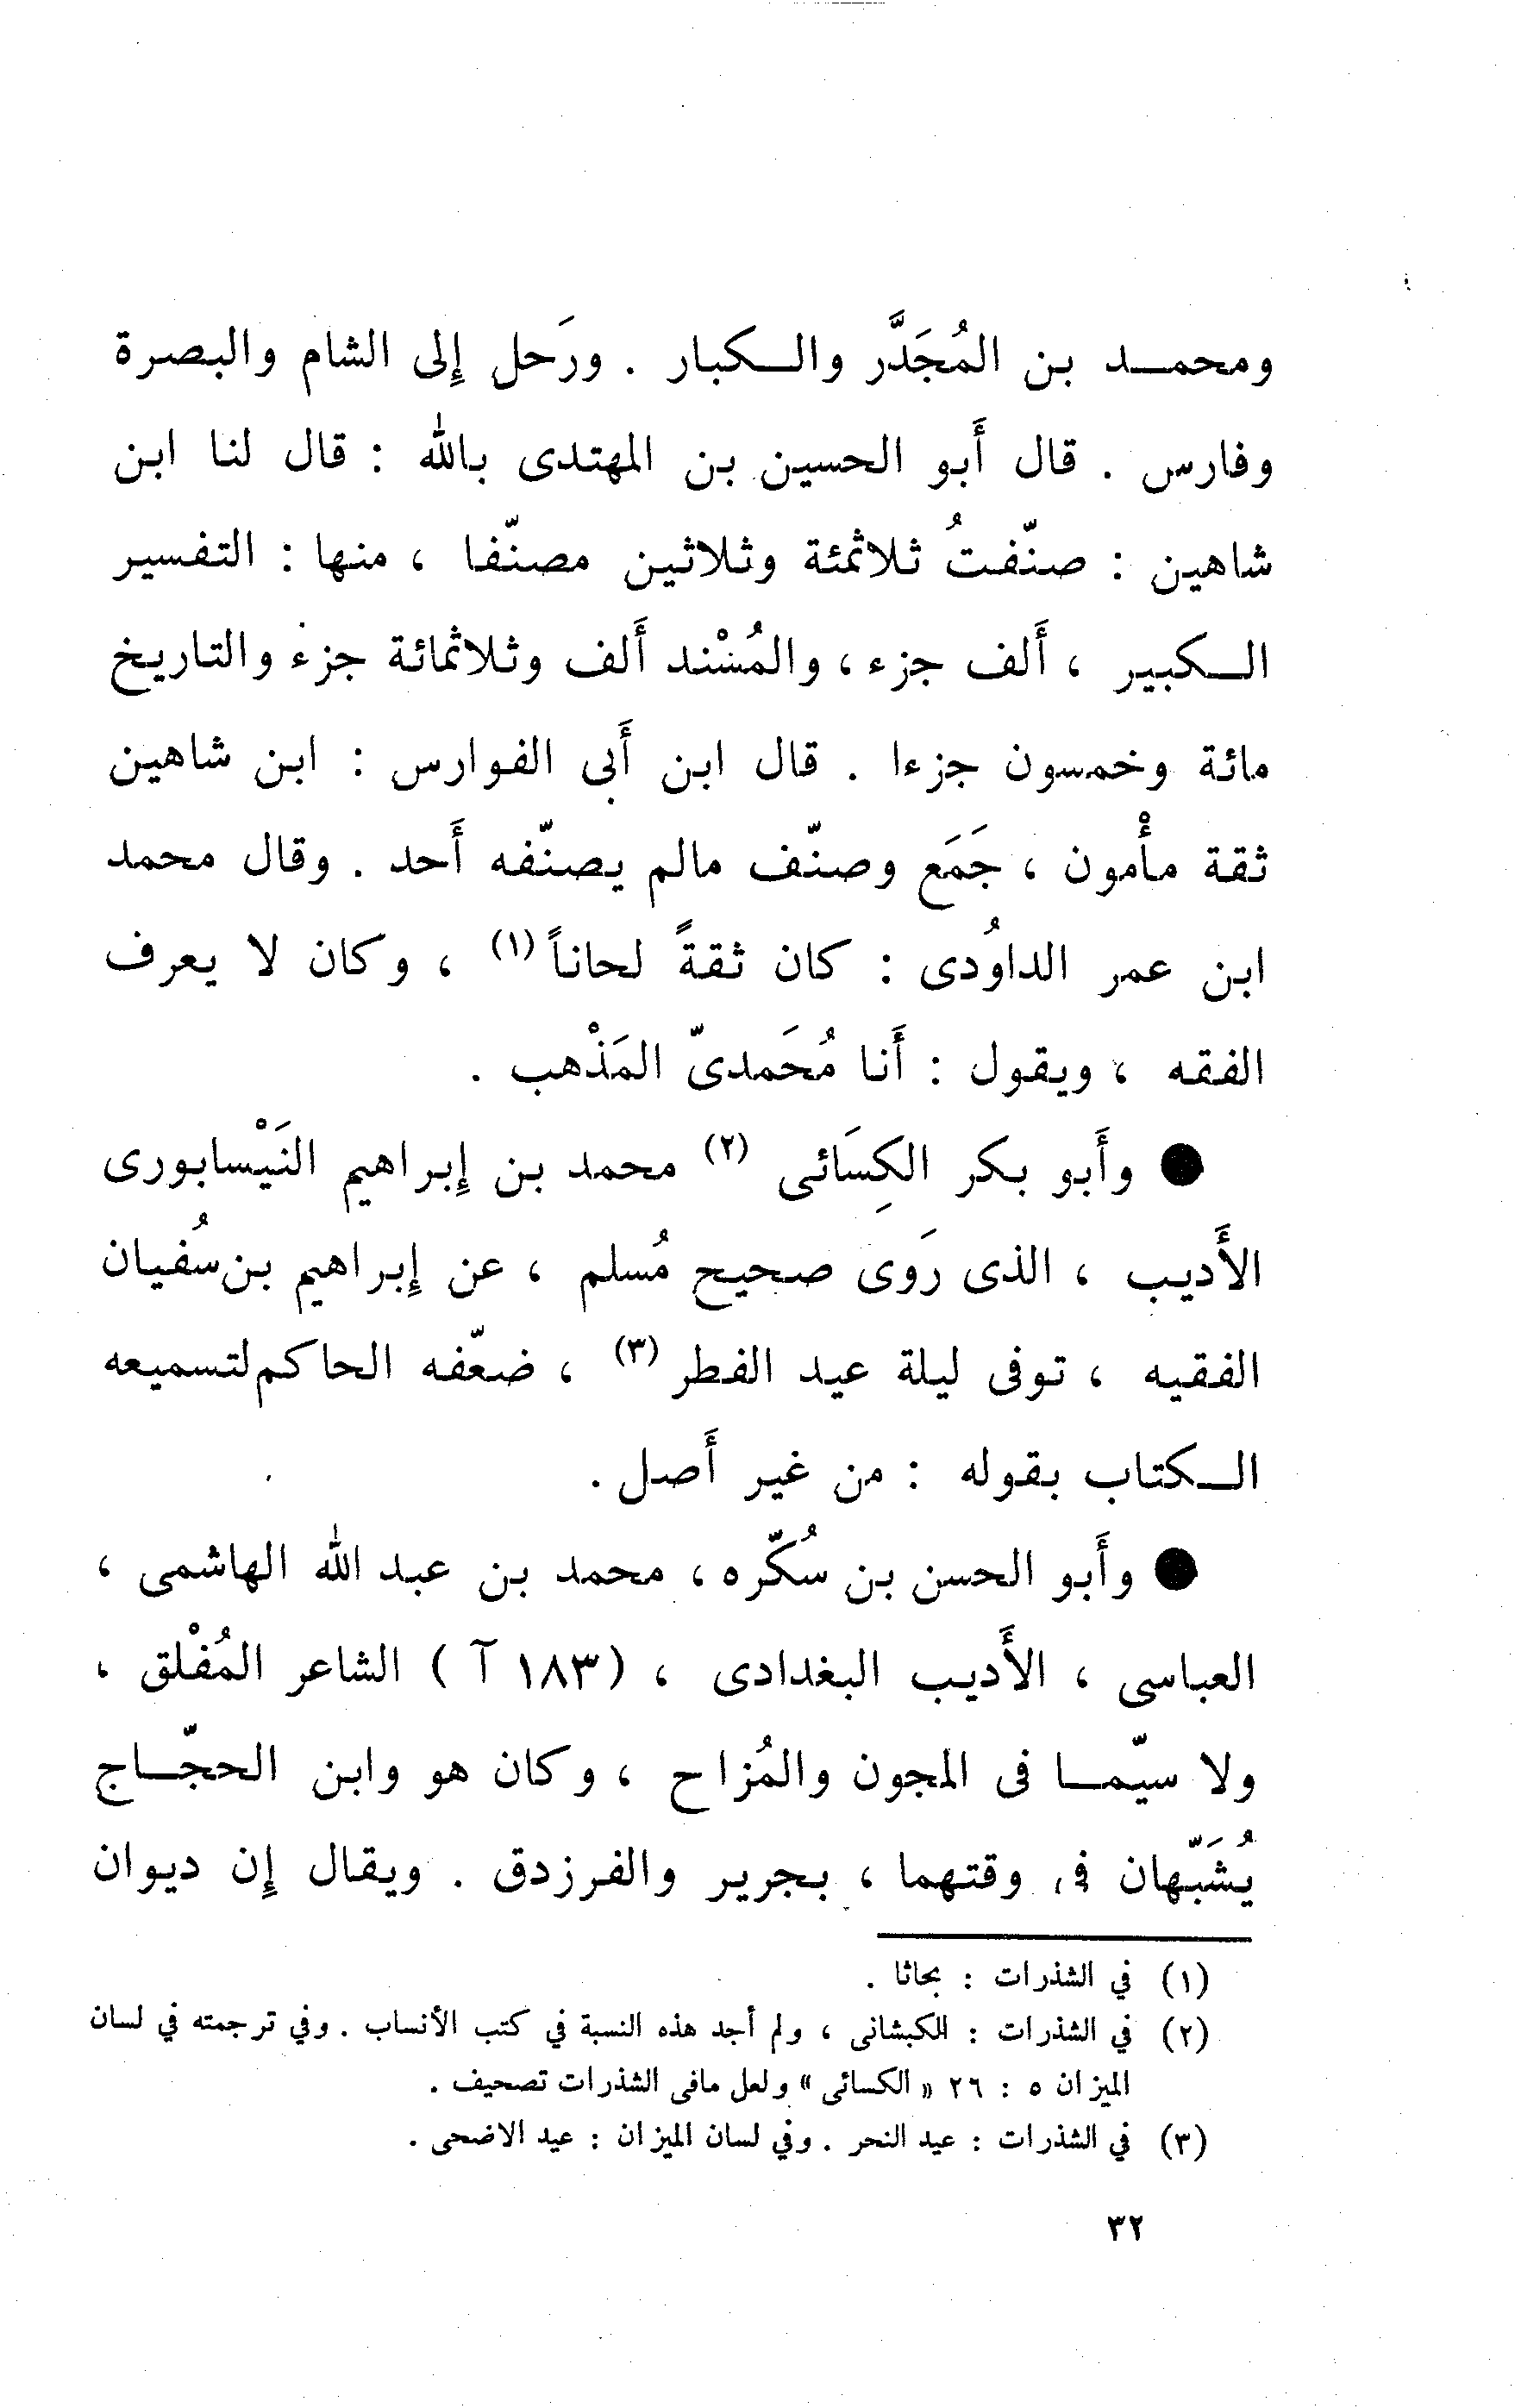 ومحمـــد بن المُجَدَّر والـــكبار . ورَحل إلى الشام والبصرة
وفارس . قال أَبو الحسين بن المهتدى بالله : قال لنا ابن
شاهين : صنّفتُ ثلاثمئة وثلاثين مصنّفا ، منها : التفسير
الـــكبير ، أَلف جزء ، والمُسْند أَلف وثلاثمائة جزء والتاريخ
مائة وخمسون جزءا . قال ابن أَبى الفوارس : ابن شاهين
ثقة مأْمون ، جَمَع وصنّف مالم يصنّفه أَحد . وقال محمد
ابن عمر الداوُدى : كان ثقةً لحاناً (١) ، وكان لا يعرف
الفقه ، ويقول : أَنا مُحَمدىّ المَذْهب .
● وأَبو بكر الكِسَائى (٢) محمد بن إبراهيم النَيْسابورى
الأَديب ، الذى رَوى صحيح مُسلم ، عن إبراهيم بن سُفيان
الفقيه ، توفى ليلة عيد الفطر (٣) ، ضعّفه الحاكم لتسميعه
الـــكتاب بقوله : من غير أَصل .
● وأَبو الحسن بن سُكّره ، محمد بن عبد الله الهاشمى ،
العباسى ، الأَديب البغدادى ، (١٨٣ آ ) الشاعر المُفْلق ،
ولا سيّمـــا فى المجون والمُزاح ، وكان هو وابن الحجّـــاج
يُشَبّهان فى وقتهما ، بجرير والفرزدق . ويقال إن ديوان
(١) في الشذرات : بحاثا .
(٢) في الشذرات : الكبشانى ، ولم أجد هذه النسبة في كتب الأنساب . وفي ترجمته في لسان
الميزان ٥ : ٢٦ « الكسائى » ولعل مافى الشذرات تصحيف .
(٣) في الشذرات : عيد النحر . وفي لسان الميزان : عيد الاضحى .
٣٢